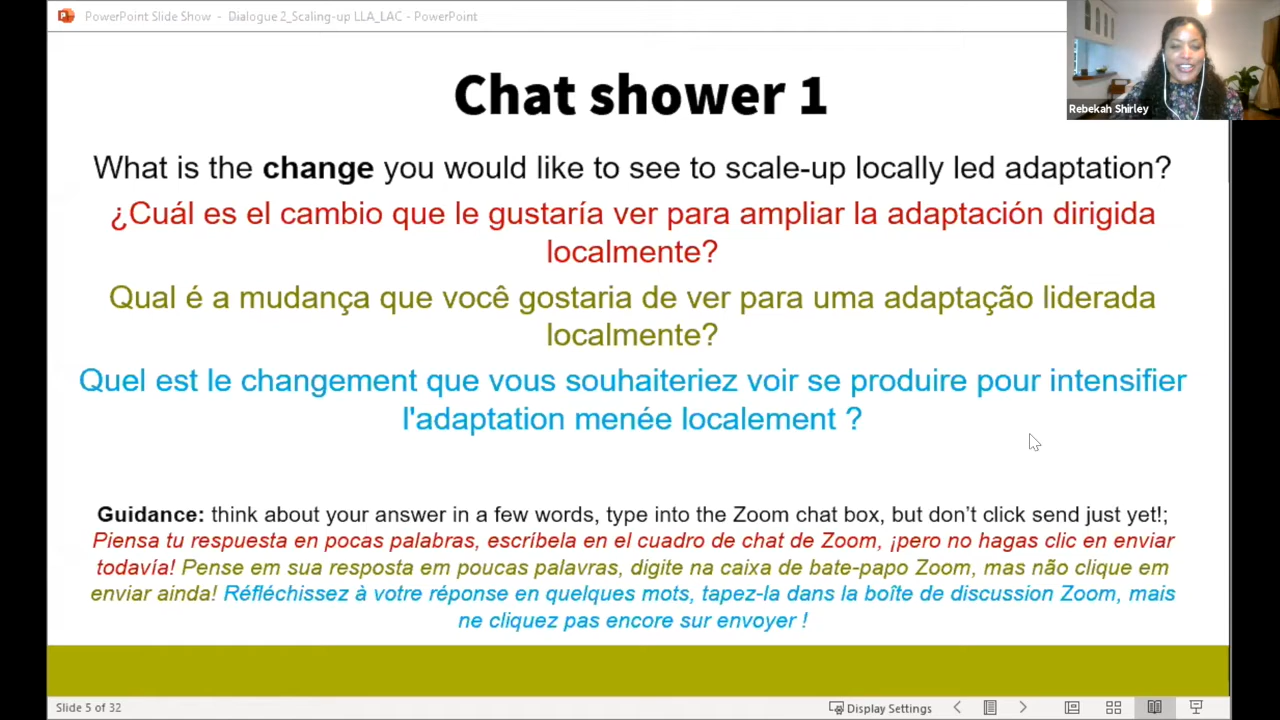 PowerPoint Slide Show - Dialogue 2_Scaling-up LLA_LAC - PowerPoint
Rebekah Shirley
Chat shower 1
What is the change you would like to see to scale-up locally led adaptation?
¿Cuál es el cambio que le gustaría ver para ampliar la adaptación dirigida
localmente?
Qual é a mudança que você gostaria de ver para uma adaptação liderada
localmente?
Quel est le changement que vous souhaiteriez voir se produire pour intensifier
l'adaptation menée localement ?
Guidance: think about your answer in a few words, type into the Zoom chat box, but don’t click send just yet!;
Piensa tu respuesta en pocas palabras, escríbela en el cuadro de chat de Zoom, ¡pero no hagas clic en enviar
todavía! Pense em sua resposta em poucas palavras, digite na caixa de bate-papo Zoom, mas não clique em
enviar ainda! Réfléchissez à votre réponse en quelques mots, tapez-la dans la boîte de discussion Zoom, mais
ne cliquez pas encore sur envoyer !
Slide 5 of 32
Display Settings